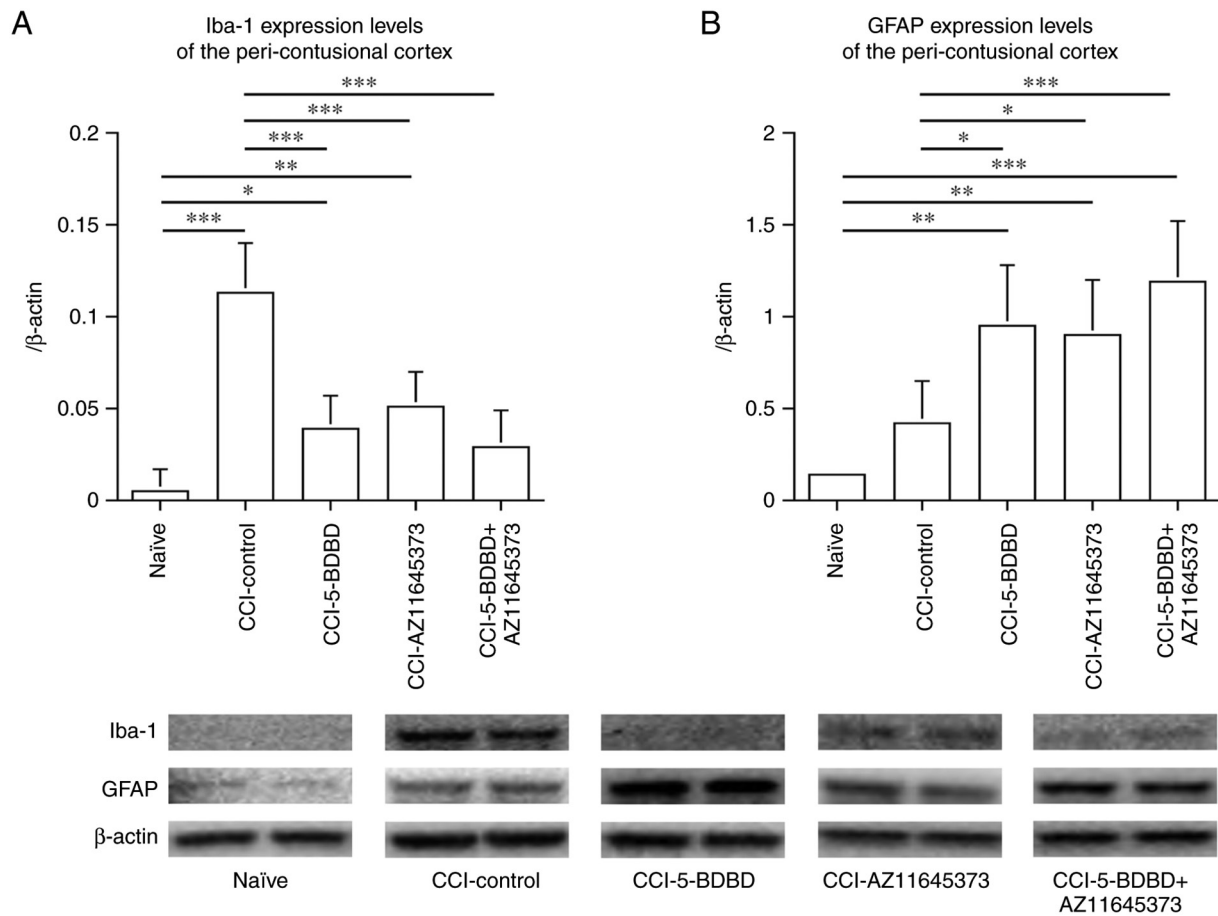 A
Iba-1 expression levels
of the peri-contusional cortex
***
***
***
**
*
***
0.2
0.15
0.1
0.05
0
/β-actin
Naïve
CCI-control
CCI-5-BDBD
CCI-AZ11645373
CCI-5-BDBD+
AZ11645373
B
GFAP expression levels
of the peri-contusional cortex
***
*
*
***
**
**
2
1.5
1
0.5
0
/β-actin
Naïve
CCI-control
CCI-5-BDBD
CCI-AZ11645373
CCI-5-BDBD+
AZ11645373
Iba-1
GFAP
β-actin
Naïve
CCI-control
CCI-5-BDBD
CCI-AZ11645373
CCI-5-BDBD+
AZ11645373